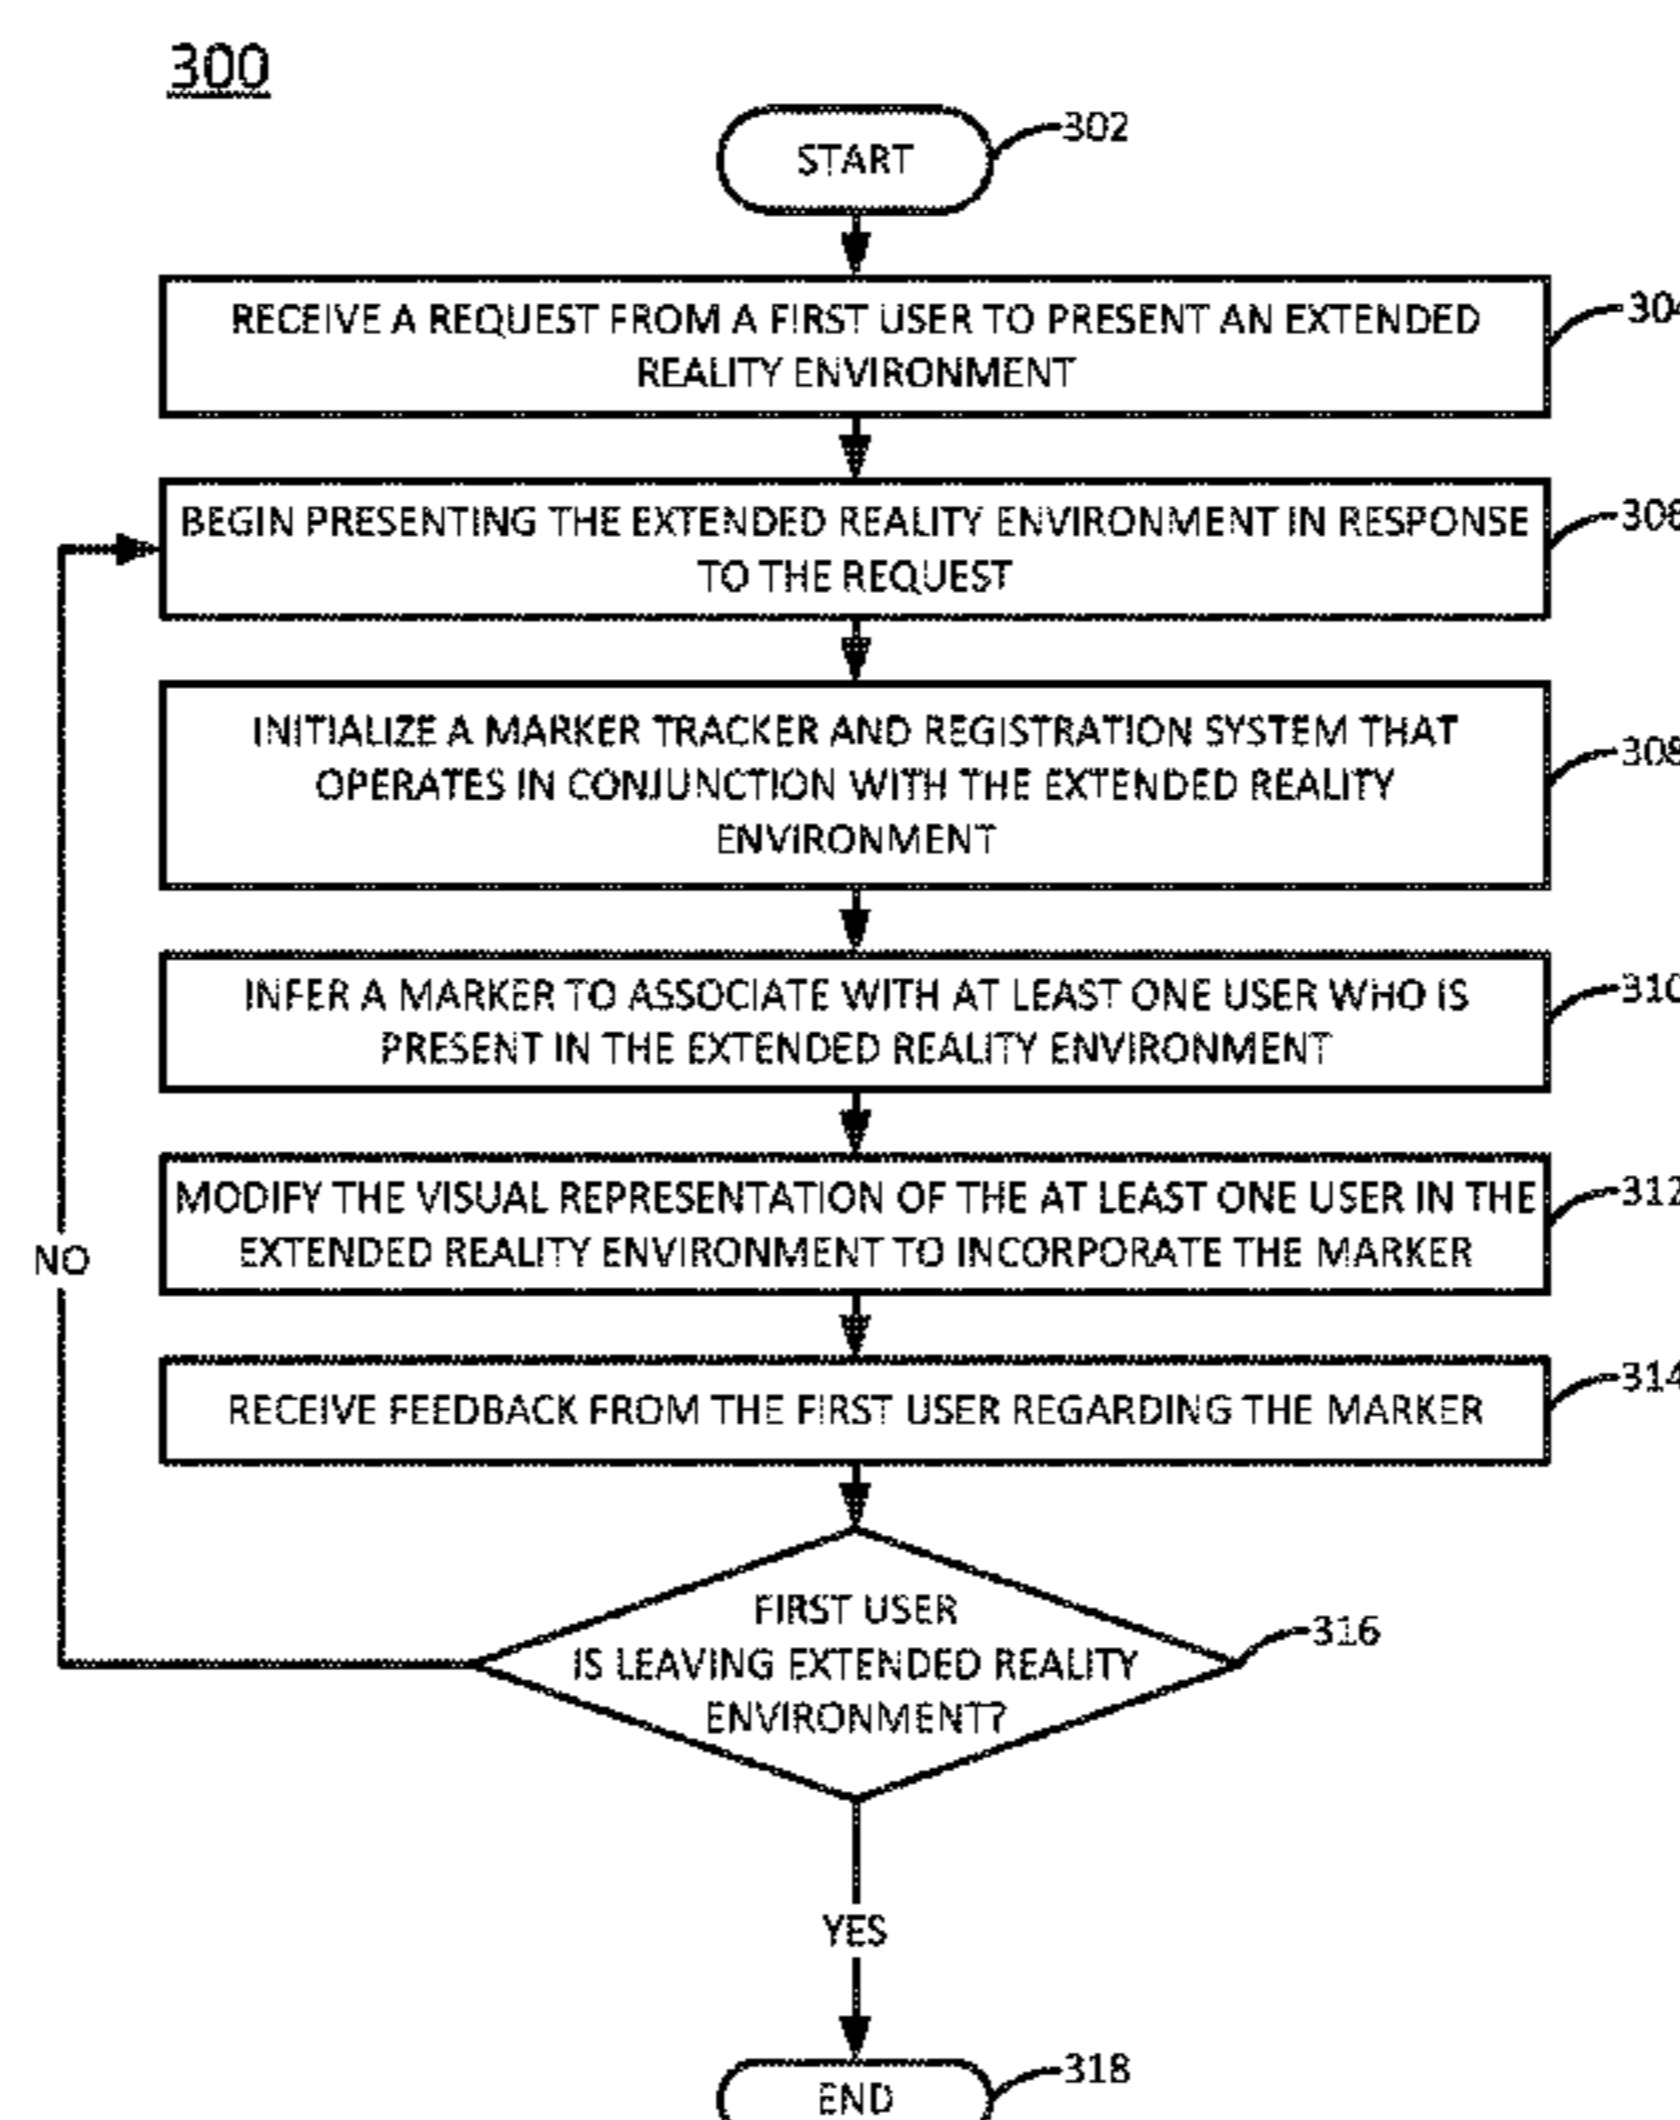 300
START
302
RECEIVE A REQUEST FROM A FIRST USER TO PRESENT AN EXTENDED
REALITY ENVIRONMENT
BEGIN PRESENTING THE EXTENDED REALITY ENVIRONMENT IN RESPONSE
TO THE REQUEST
INITIALIZE A MARKER TRACKER AND REGISTRATION SYSTEM THAT
OPERATES IN CONJUNCTION WITH THE EXTENDED REALITY
ENVIRONMENT
308
INFER A MARKER TO ASSOCIATE WITH AT LEAST ONE USER WHO IS
PRESENT IN THE EXTENDED REALITY ENVIRONMENT
310
MODIFY THE VISUAL REPRESENTATION OF THE AT LEAST ONE USER IN THE
EXTENDED REALITY ENVIRONMENT TO INCORPORATE THE MARKER
312
NO
RECEIVE FEEDBACK FROM THE FIRST USER REGARDING THE MARKER
314
FIRST USER
IS LEAVING EXTENDED REALITY
ENVIRONMENT?
316
YES
END
318